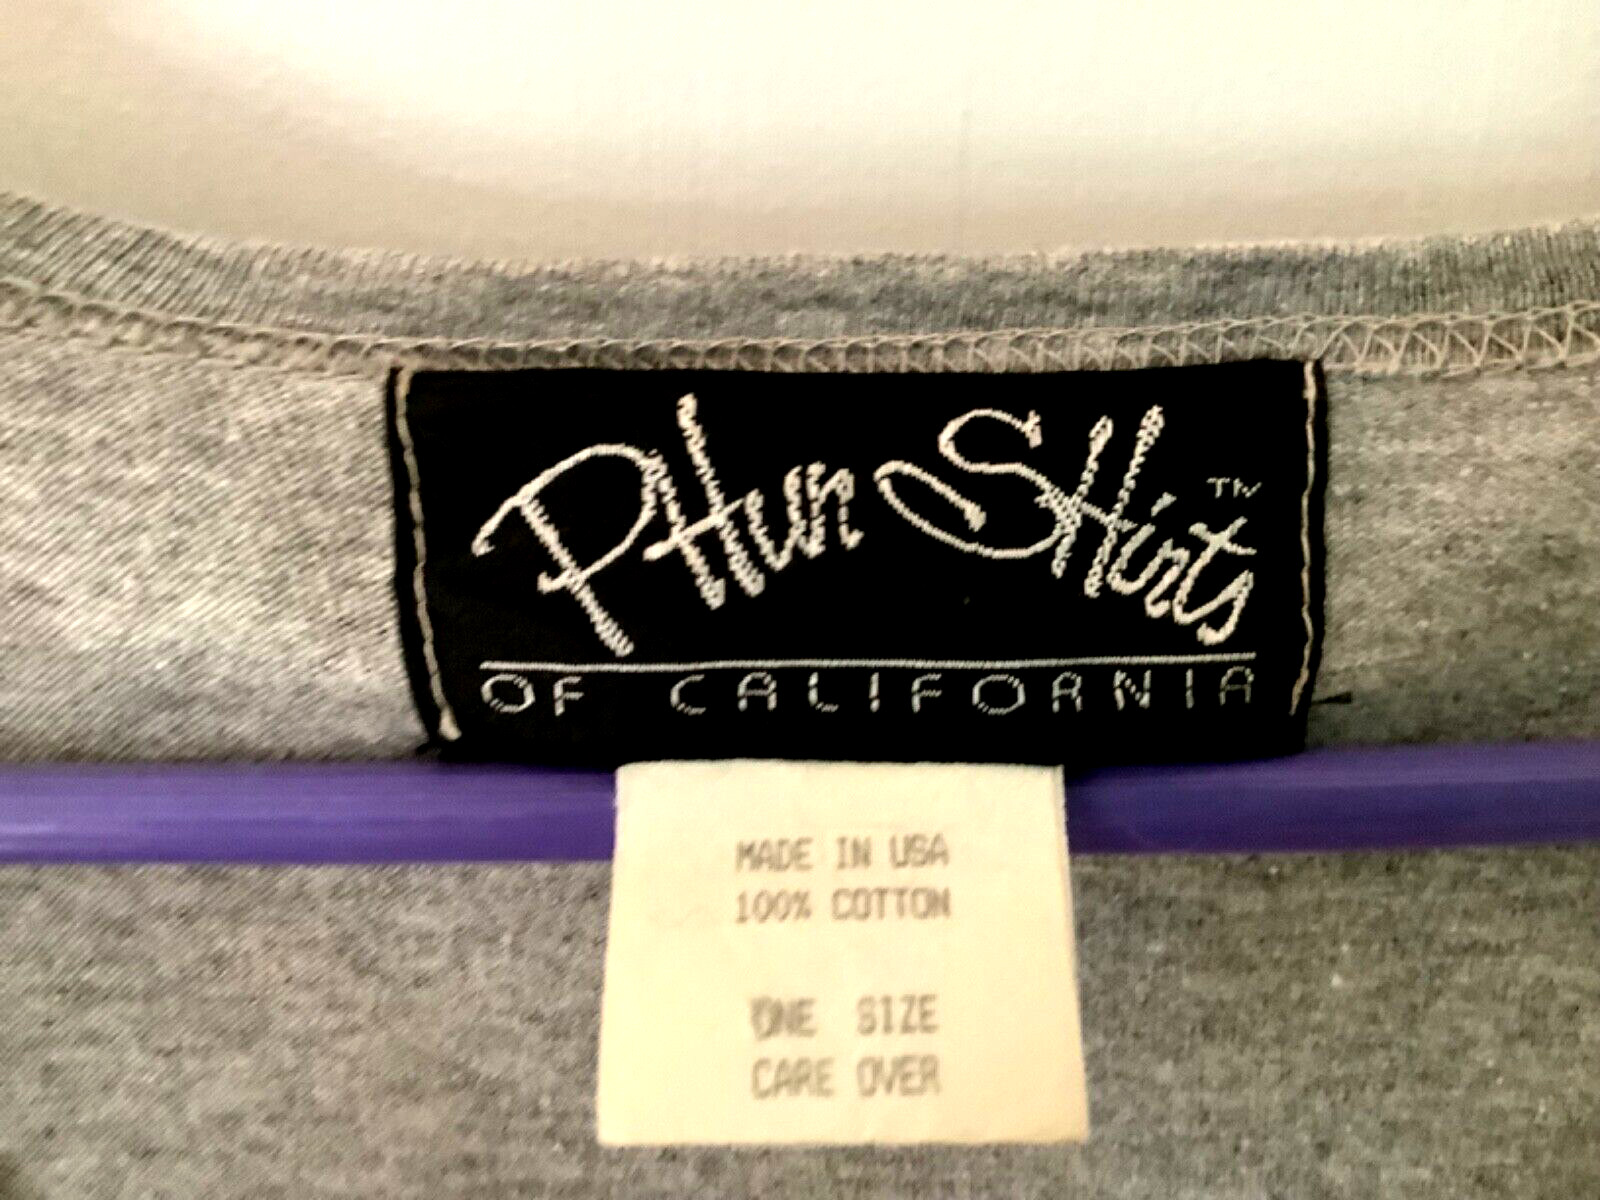 PHun SHirts ™
OF CALIFORNIA
MADE IN USA
100% COTTON
ONE SIZE
CARE OVER